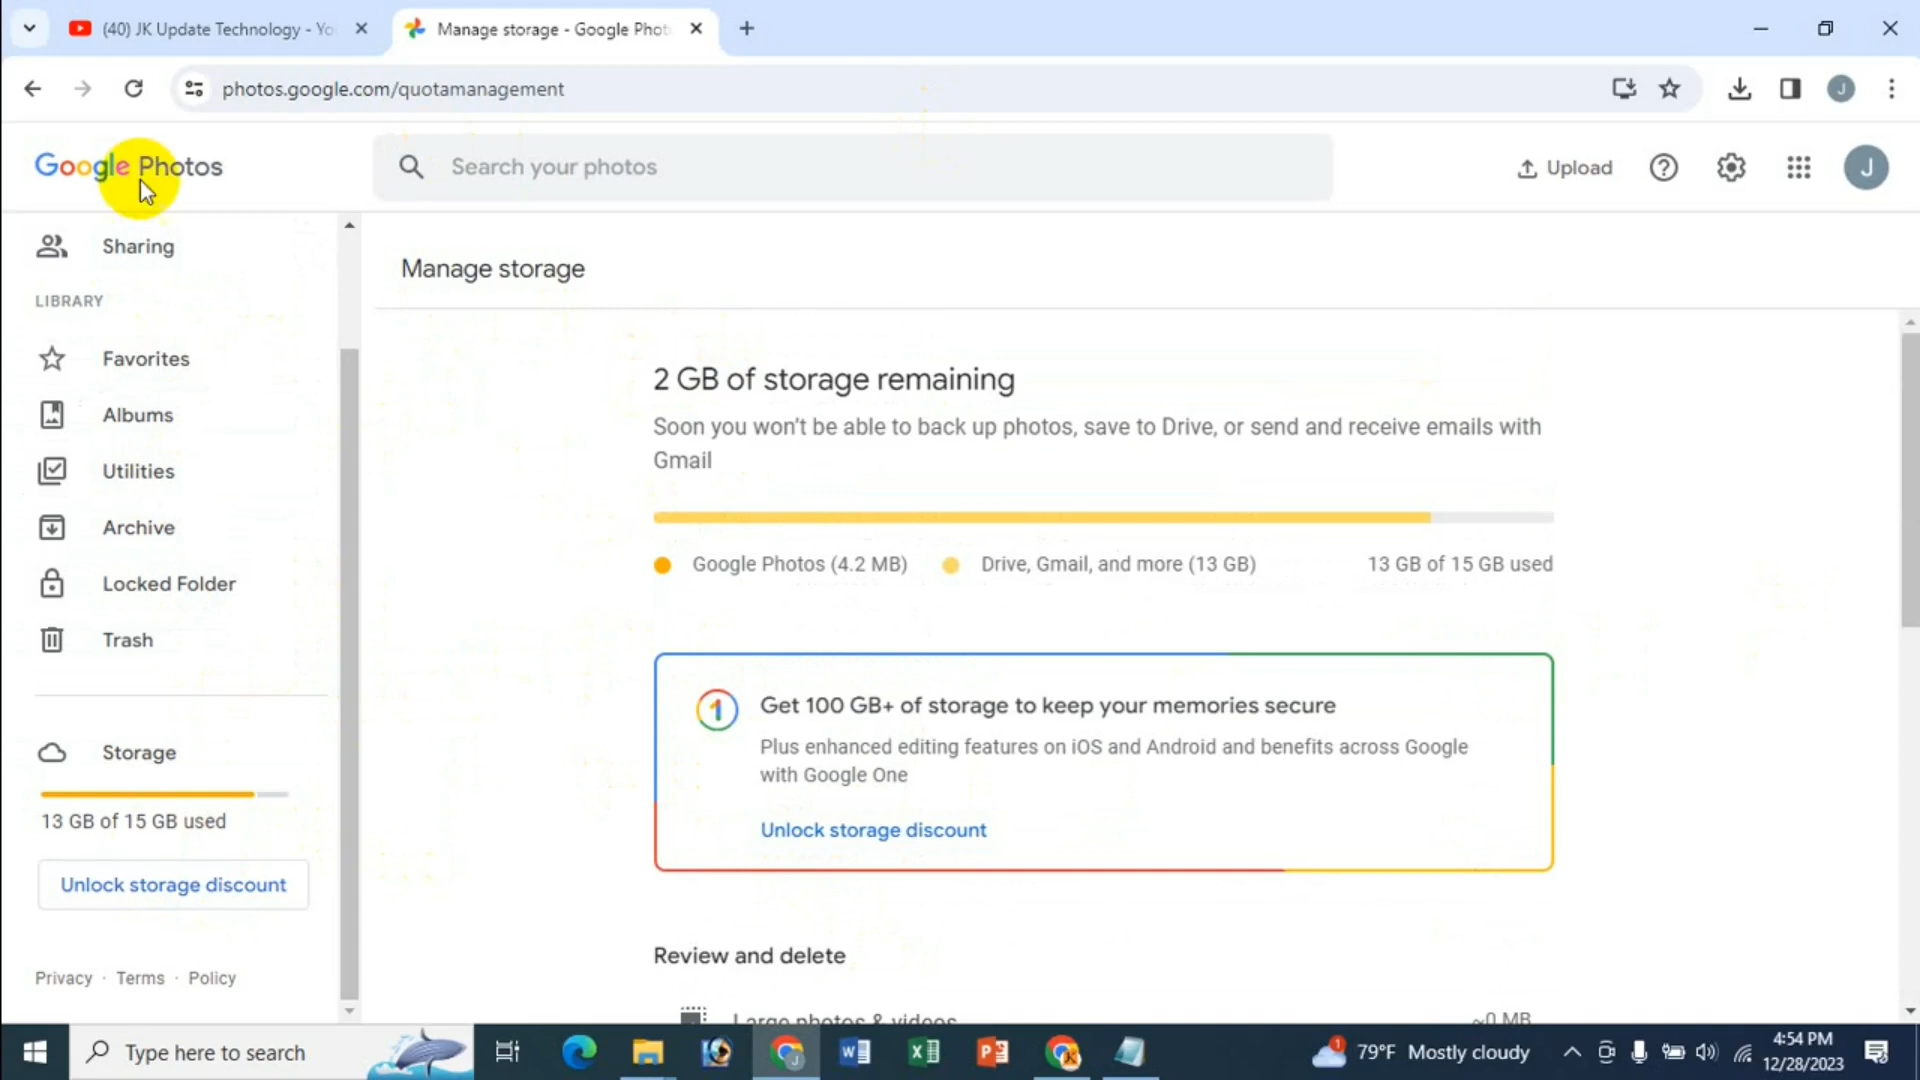 (40) JK Update Technology - Yo
Manage storage - Google Phot
photos.google.com/quotamanagement
J
Google Photos
Search your photos
Upload
J
Sharing
LIBRARY
Favorites
Albums
Utilities
Archive
Locked Folder
Trash
Storage
13 GB of 15 GB used
Unlock storage discount
Privacy · Terms · Policy
Manage storage
2 GB of storage remaining
Soon you won't be able to back up photos, save to Drive, or send and receive emails with
Gmail
Google Photos (4.2 MB)
Drive, Gmail, and more (13 GB)
13 GB of 15 GB used
1
Get 100 GB+ of storage to keep your memories secure
Plus enhanced editing features on iOS and Android and benefits across Google
with Google One
Unlock storage discount
Review and delete
Large photos & videos
~0 MB
Type here to search
79°F Mostly cloudy
4:54 PM
12/28/2023